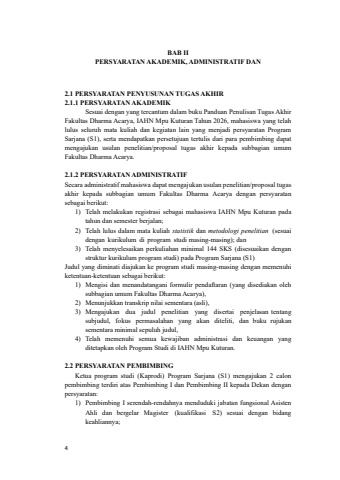 BAB II
PERSYARATAN AKADEMIK, ADMINISTRATIF DAN
2.1 PERSYARATAN PENYUSUNAN TUGAS AKHIR
2.1.1 PERSYARATAN AKADEMIK
Sesuai dengan yang tercantum dalam buku Panduan Penulisan Tugas Akhir
Fakultas Dharma Acarya, IAHN Mpu Kuturan Tahun 2026, mahasiswa yang telah
lulus seluruh mata kuliah dan kegiatan lain yang menjadi persyaratan Program
Sarjana (S1), serta mendapatkan persetujuan tertulis dari para pembimbing dapat
mengajukan usulan penelitian/proposal tugas akhir kepada subbagian umum
Fakultas Dharma Acarya.
2.1.2 PERSYARATAN ADMINISTRATIF
Secara administratif mahasiswa dapat mengajukan usulan penelitian/proposal tugas
akhir kepada subbagian umum Fakultas Dharma Acarya dengan persyaratan
sebagai berikut:
1) Telah melakukan registrasi sebagai mahasiswa IAHN Mpu Kuturan pada
tahun dan semester berjalan;
2) Telah lulus dalam mata kuliah statistik dan metodologi penelitian (sesuai
dengan kurikulum di program studi masing-masing); dan
3) Telah menyelesaikan perkuliahan minimal 144 SKS (disesuaikan dengan
struktur kurikulum program studi) pada Program Sarjana (S1)
Judul yang diminati diajukan ke program studi masing-masing dengan memenuhi
ketentuan-ketentuan sebagai berikut:
1) Mengisi dan menandatangani formulir pendaftaran (yang disediakan oleh
subbagian umum Fakultas Dharma Acarya),
2) Menunjukkan transkrip nilai sementara (asli),
3) Mengajukan dua judul penelitian yang disertai penjelasan tentang
subjudul, fokus permasalahan yang akan diteliti, dan buku rujukan
sementara minimal sepuluh judul,
4) Telah memenuhi semua kewajiban administrasi dan keuangan yang
ditetapkan oleh Program Studi di IAHN Mpu Kuturan.
2.2 PERSYARATAN PEMBIMBING
Ketua program studi (Kaprodi) Program Sarjana (S1) mengajukan 2 calon
pembimbing terdiri atas Pembimbing I dan Pembimbing II kepada Dekan dengan
persyaratan:
1) Pembimbing I serendah-rendahnya menduduki jabatan fungsional Asisten
Ahli dan bergelar Magister (kualifikasi S2) sesuai dengan bidang
keahliannya;
4